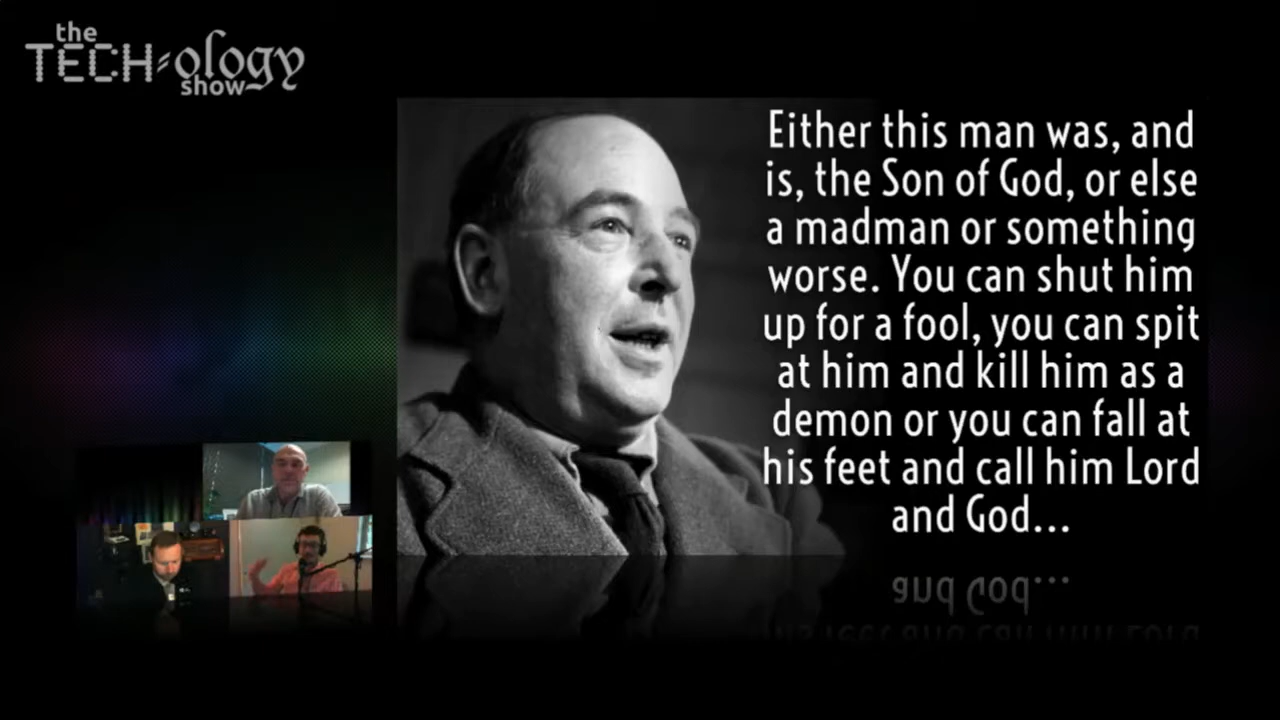 the
TECH-ology
show
Either this man was, and
is, the Son of God, or else
a madman or something
worse. You can shut him
up for a fool, you can spit
at him and kill him as a
demon or you can fall at
his feet and call him Lord
and God...